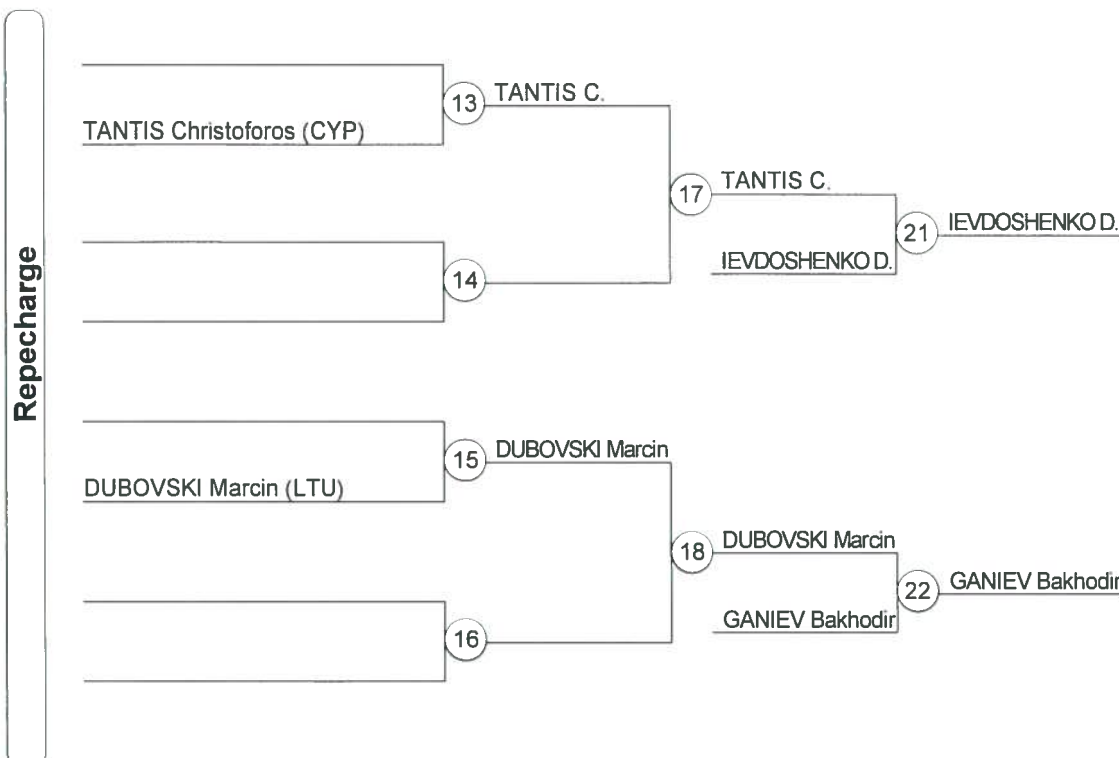 Repecharge
13
TANTIS C.
TANTIS Christoforos (CYP)
17
TANTIS C.
21
IEVDOSHENKO D.
IEVDOSHENKO D.
14
15
DUBOVSKI Marcin
DUBOVSKI Marcin (LTU)
18
DUBOVSKI Marcin
22
GANIEV Bakhodir
GANIEV Bakhodir
16